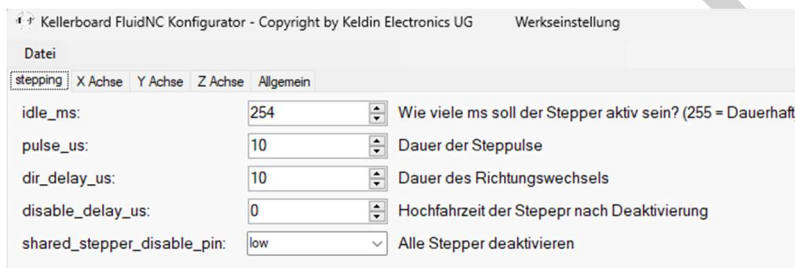 Kellerboard FluidNC Konfigurator - Copyright by Keldin Electronics UG Werkseinstellung
Datei
stepping X Achse Y Achse Z Achse Allgemein
idle_ms: 254 Wie viele ms soll der Stepper aktiv sein? (255 = Dauerhaft
pulse_us: 10 Dauer der Steppulse
dir_delay_us: 10 Dauer des Richtungswechsels
disable_delay_us: 0 Hochfahrzeit der Stepepr nach Deaktivierung
shared_stepper_disable_pin: low Alle Stepper deaktivieren